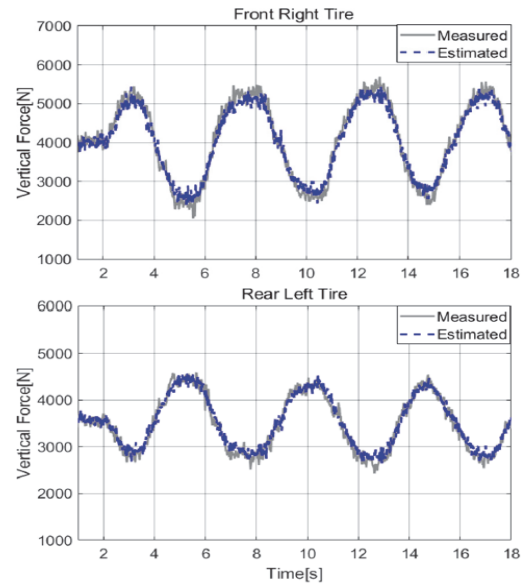 Front Right Tire
7000
6000
5000
4000
3000
2000
1000
Vertical Force[N]
Measured
Estimated
2 4 6 8 10 12 14 16 18
Rear Left Tire
6000
5000
4000
3000
2000
1000
Vertical Force[N]
Measured
Estimated
2 4 6 8 10 12 14 16 18
Time[s]